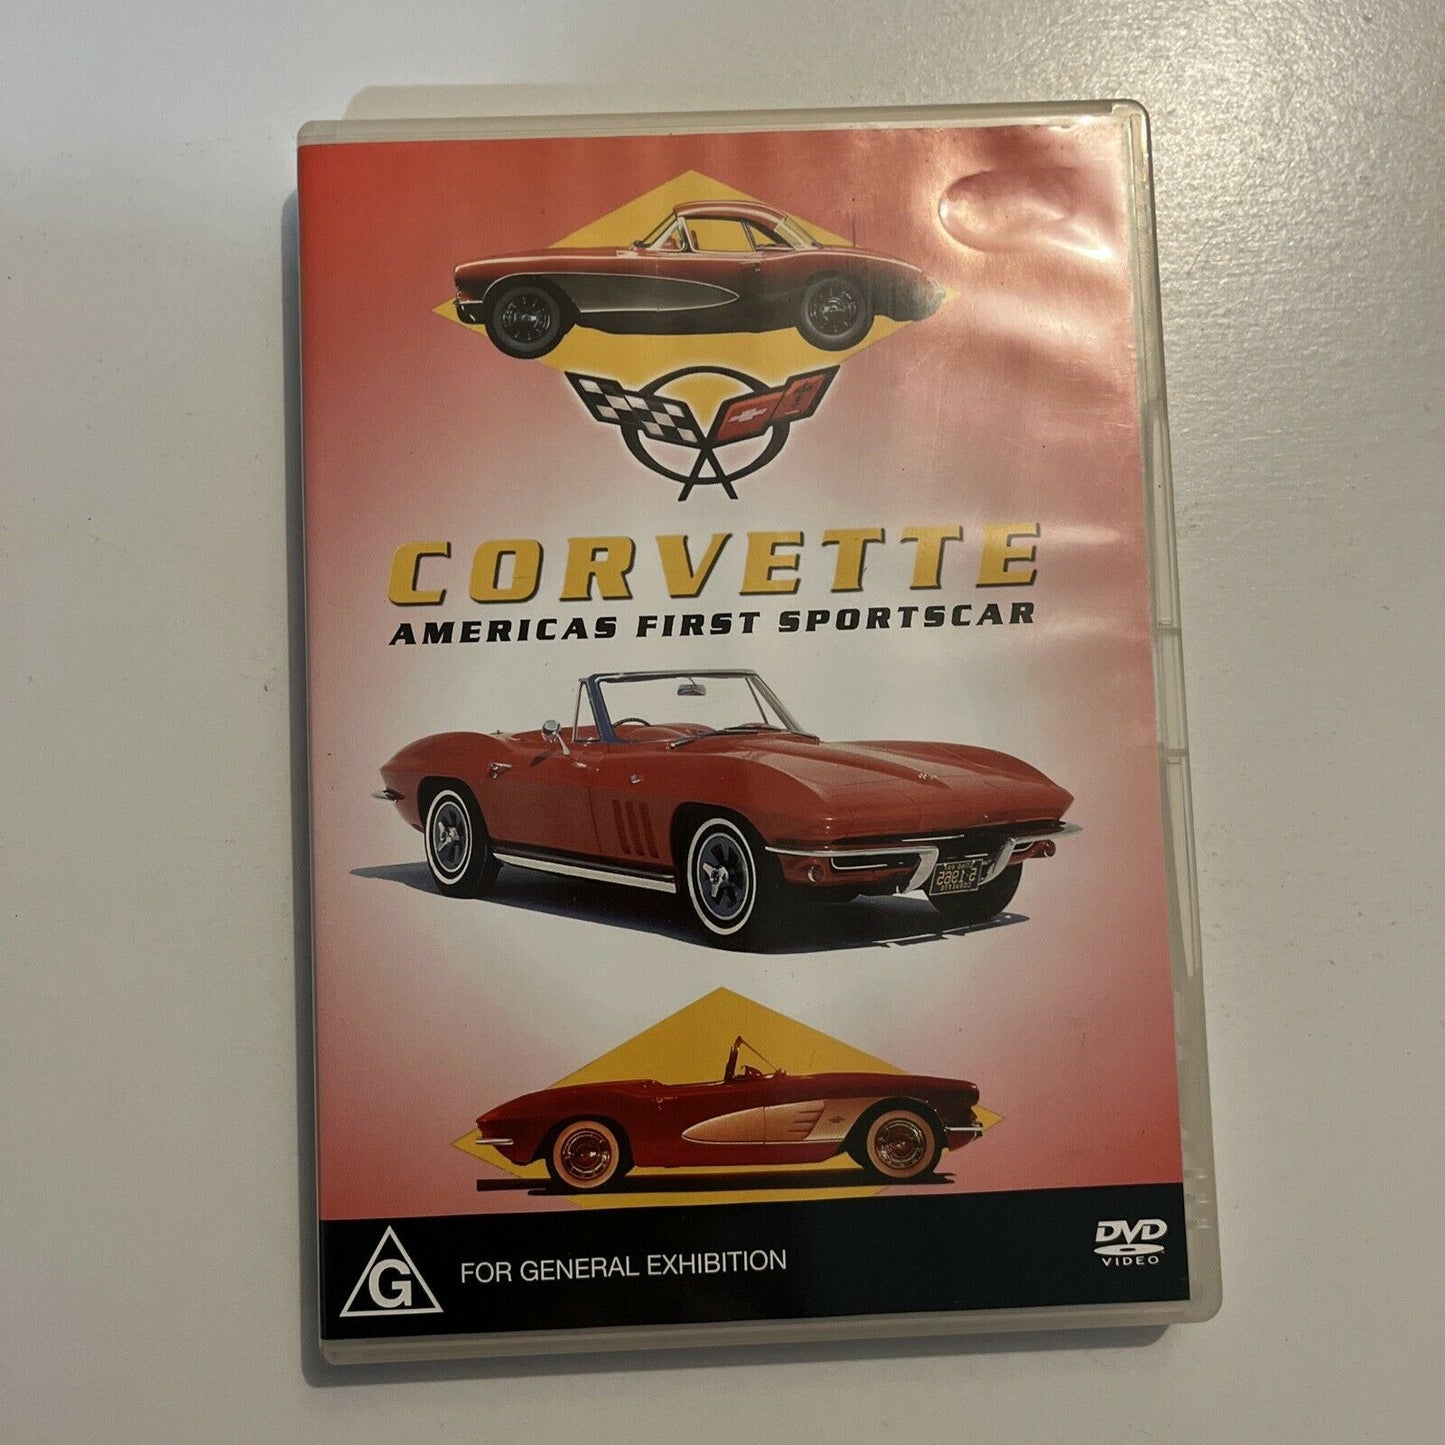 CORVETTE
AMERICAS FIRST SPORTSCAR
G
FOR GENERAL EXHIBITION
DVD
VIDEO